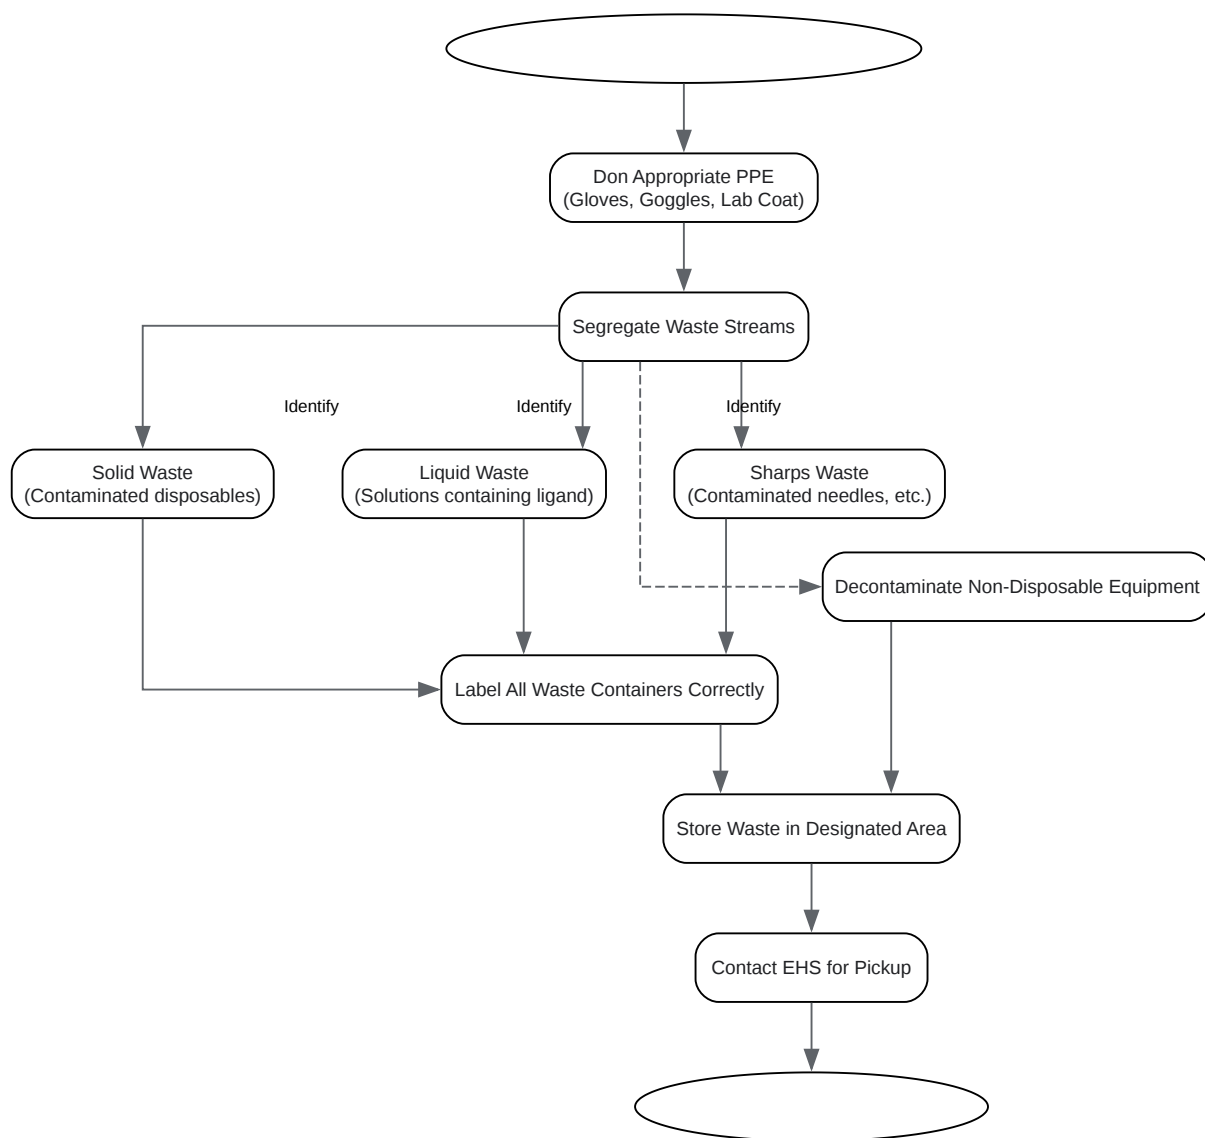 Don Appropriate PPE
(Gloves, Goggles, Lab Coat)
Segregate Waste Streams
Identify
Identify
Identify
Solid Waste
(Contaminated disposables)
Liquid Waste
(Solutions containing ligand)
Sharps Waste
(Contaminated needles, etc.)
Decontaminate Non-Disposable Equipment
Label All Waste Containers Correctly
Store Waste in Designated Area
Contact EHS for Pickup